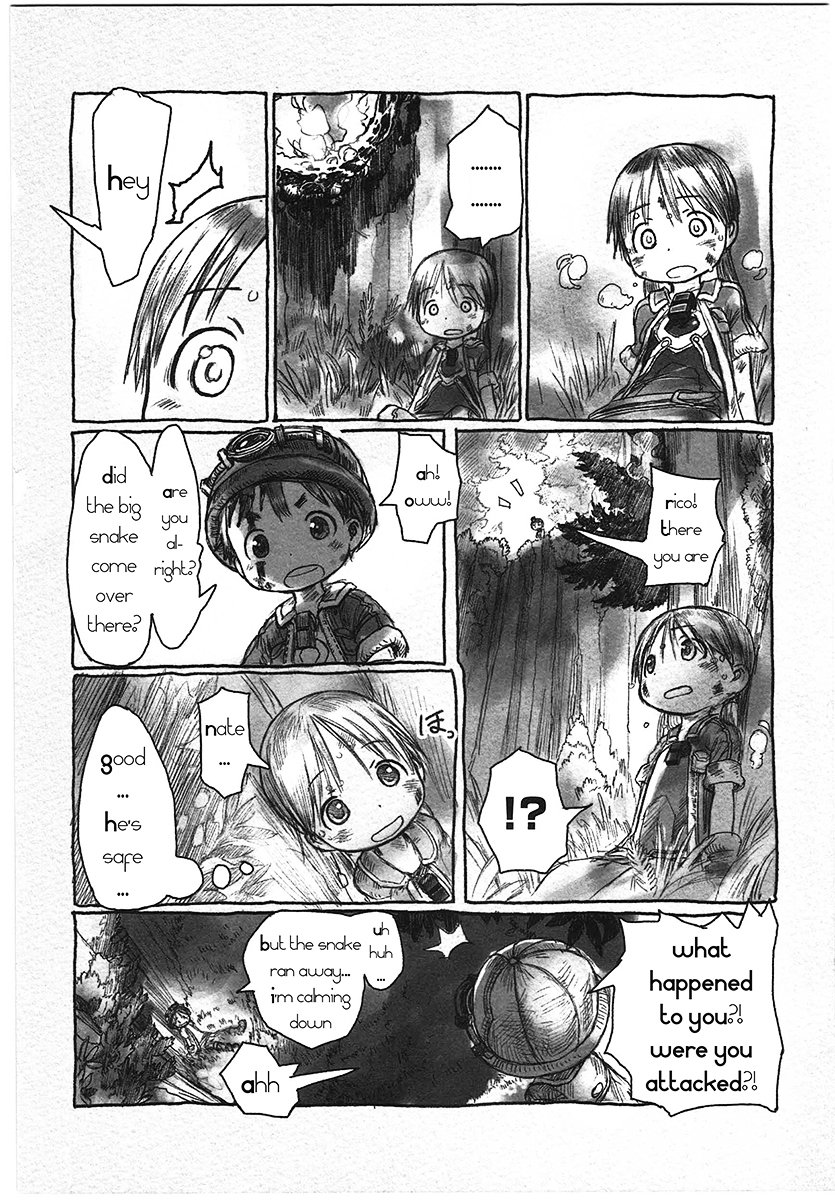 .......
.......
hey
rico!
there
you are
!?
ah!
oww!
are
you
al-
right?
did
the big
snake
come
over
there?
ほっ
nate
...
good
...
he's
safe
...
what
happened
to you?!
were you
attacked?!
uh
huh
...
but the snake
ran away...
i'm calming
down
ahh